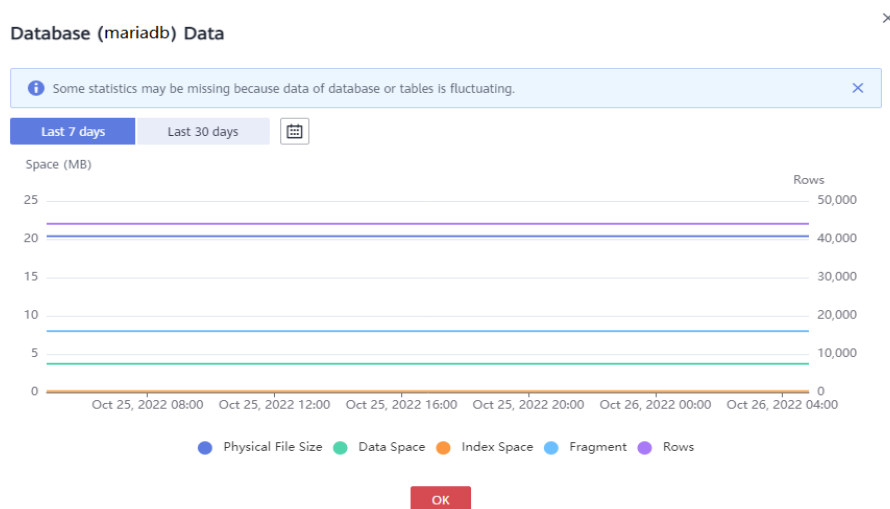 Database (mariadb) Data
Some statistics may be missing because data of database or tables is fluctuating.
Last 7 days Last 30 days
Space (MB)
Rows
25 50,000
20 40,000
15 30,000
10 20,000
5 10,000
0 0
Oct 25, 2022 08:00 Oct 25, 2022 12:00 Oct 25, 2022 16:00 Oct 25, 2022 20:00 Oct 26, 2022 00:00 Oct 26, 2022 04:00
Physical File Size Data Space Index Space Fragment Rows
OK